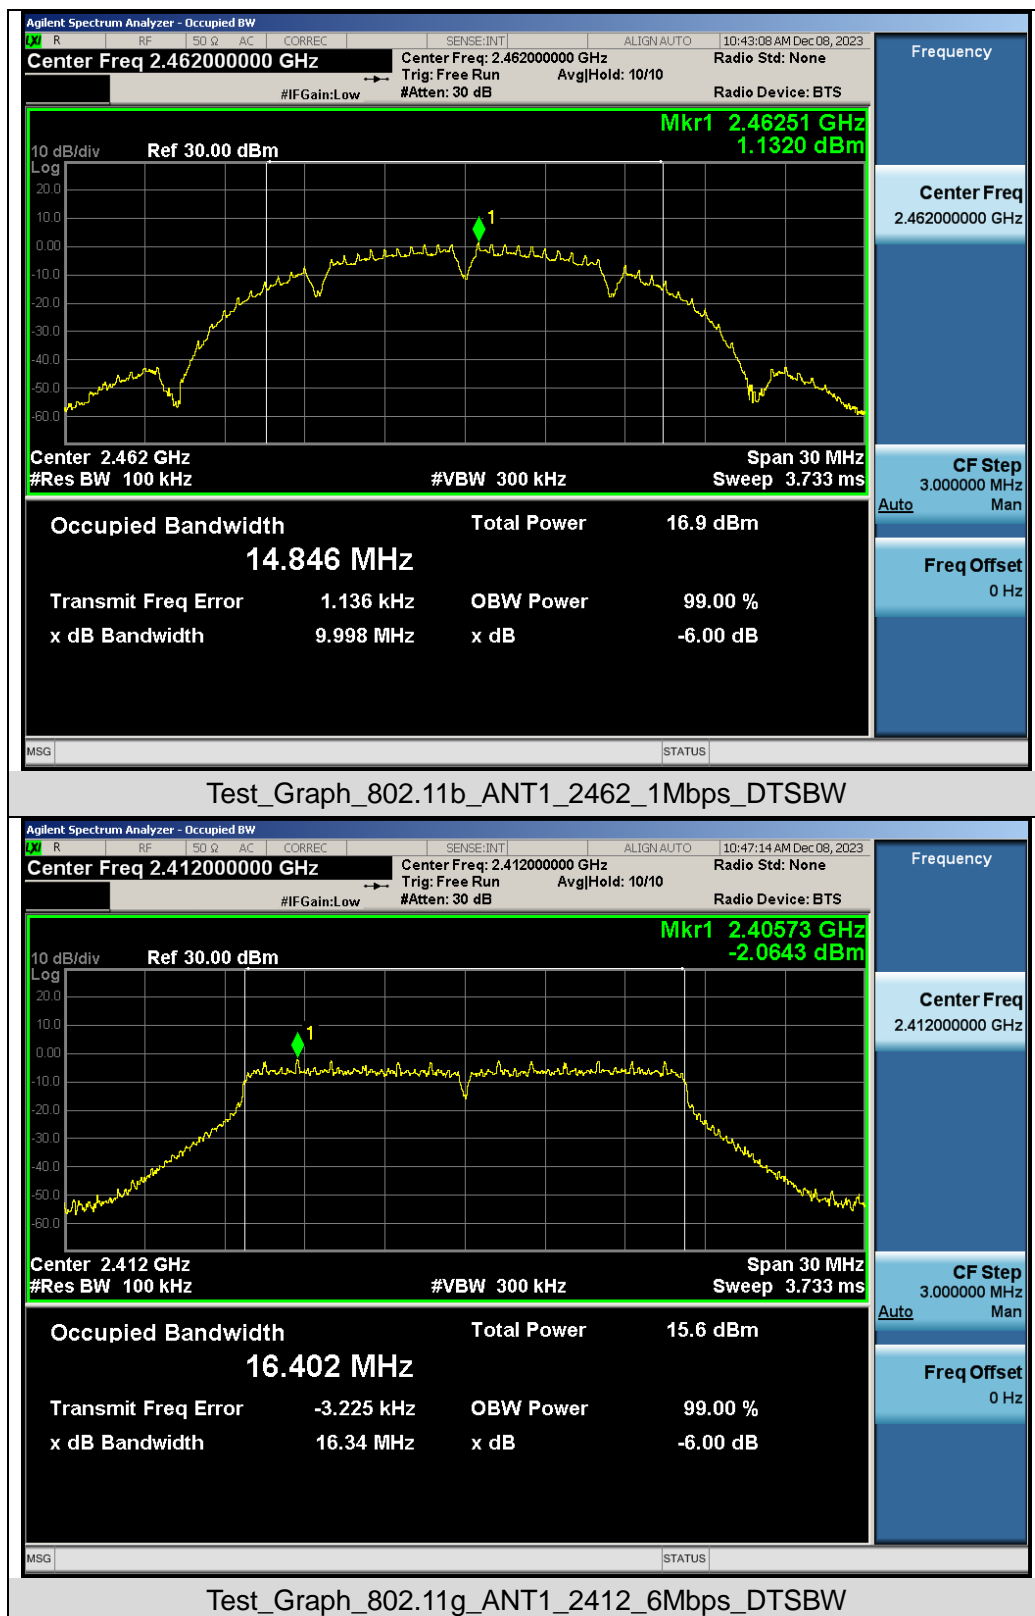 Agilent Spectrum Analyzer - Occupied BW
LXI R RF 50 Ω AC CORREC SENSE:INT ALIGN AUTO 10:43:08 AM Dec 08, 2023
Center Freq 2.462000000 GHz
Center Freq: 2.462000000 GHz Radio Std: None
Trig: Free Run Avg|Hold: 10/10
#IFGain:Low #Atten: 30 dB Radio Device: BTS
Frequency
Mkr1 2.46251 GHz
1.1320 dBm
10 dB/div Ref 30.00 dBm
Log
20.0
10.0
0.00
-10.0
-20.0
-30.0
-40.0
-50.0
-60.0
1
Center Freq
2.462000000 GHz
Center 2.462 GHz Span 30 MHz
#Res BW 100 kHz #VBW 300 kHz Sweep 3.733 ms
CF Step
3.000000 MHz
Auto Man
Occupied Bandwidth Total Power 16.9 dBm
14.846 MHz
Freq Offset
0 Hz
Transmit Freq Error 1.136 kHz OBW Power 99.00 %
x dB Bandwidth 9.998 MHz x dB -6.00 dB
MSG STATUS
Test_Graph_802.11b_ANT1_2462_1Mbps_DTSBW
Agilent Spectrum Analyzer - Occupied BW
LXI R RF 50 Ω AC CORREC SENSE:INT ALIGN AUTO 10:47:14 AM Dec 08, 2023
Center Freq 2.412000000 GHz
Center Freq: 2.412000000 GHz Radio Std: None
Trig: Free Run Avg|Hold: 10/10
#IFGain:Low #Atten: 30 dB Radio Device: BTS
Frequency
Mkr1 2.40573 GHz
-2.0643 dBm
10 dB/div Ref 30.00 dBm
Log
20.0
10.0
0.00
-10.0
-20.0
-30.0
-40.0
-50.0
-60.0
1
Center Freq
2.412000000 GHz
Center 2.412 GHz Span 30 MHz
#Res BW 100 kHz #VBW 300 kHz Sweep 3.733 ms
CF Step
3.000000 MHz
Auto Man
Occupied Bandwidth Total Power 15.6 dBm
16.402 MHz
Freq Offset
0 Hz
Transmit Freq Error -3.225 kHz OBW Power 99.00 %
x dB Bandwidth 16.34 MHz x dB -6.00 dB
MSG STATUS
Test_Graph_802.11g_ANT1_2412_6Mbps_DTSBW